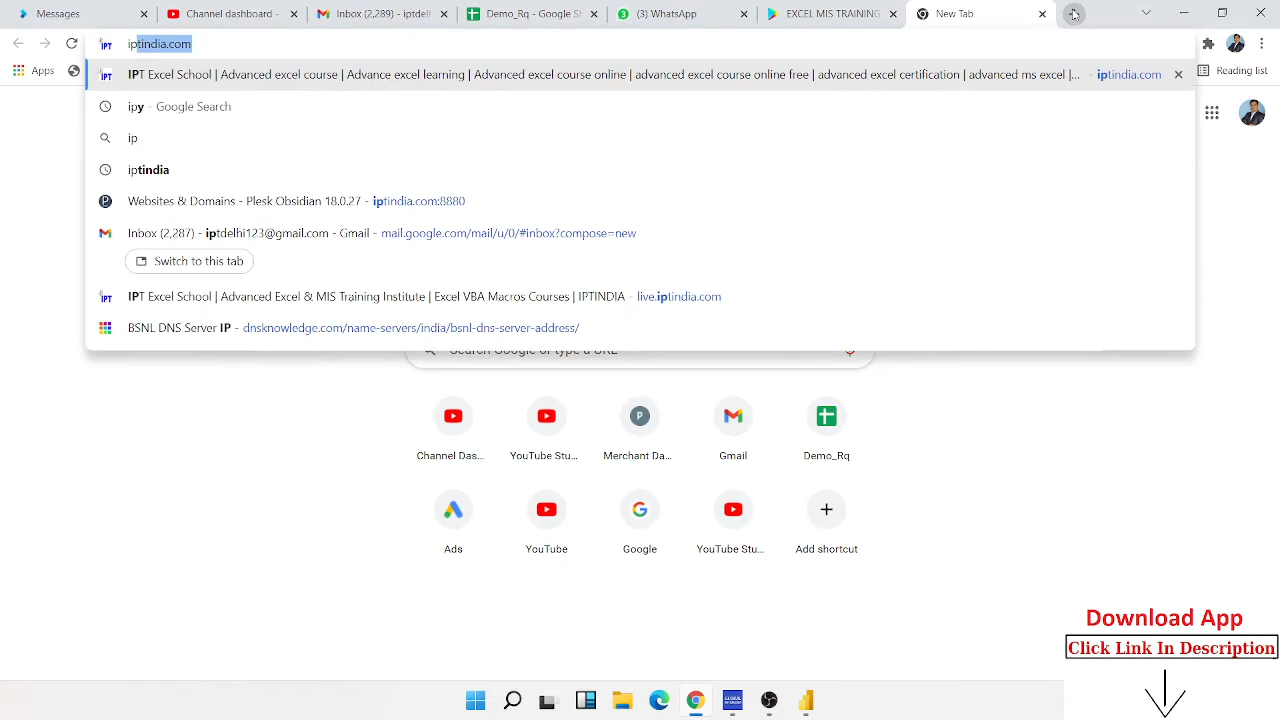 Messages
Channel dashboard -
Inbox (2,289) - iptdelhi
Demo_Rq - Google S
(3) WhatsApp
EXCEL MIS TRAINING
New Tab
iptindia.com
IPT Excel School | Advanced excel course | Advance excel learning | Advanced excel course online | advanced excel course online free | advanced excel certification | advanced ms excel |... - iptindia.com
Apps
Reading list
ipy - Google Search
ip
iptindia
Websites & Domains - Plesk Obsidian 18.0.27 - iptindia.com:8880
Inbox (2,287) - iptdelhi123@gmail.com - Gmail - mail.google.com/mail/u/0/#inbox?compose=new
Switch to this tab
IPT Excel School | Advanced Excel & MIS Training Institute | Excel VBA Macros Courses | IPTINDIA - live.iptindia.com
BSNL DNS Server IP - dnsknowledge.com/name-servers/india/bsnl-dns-server-address/
Search Google or type a URL
Channel Das...
YouTube Stu...
Merchant Da...
Gmail
Demo_Rq
Ads
YouTube
Google
YouTube Stu...
Add shortcut
Download App
Click Link In Description